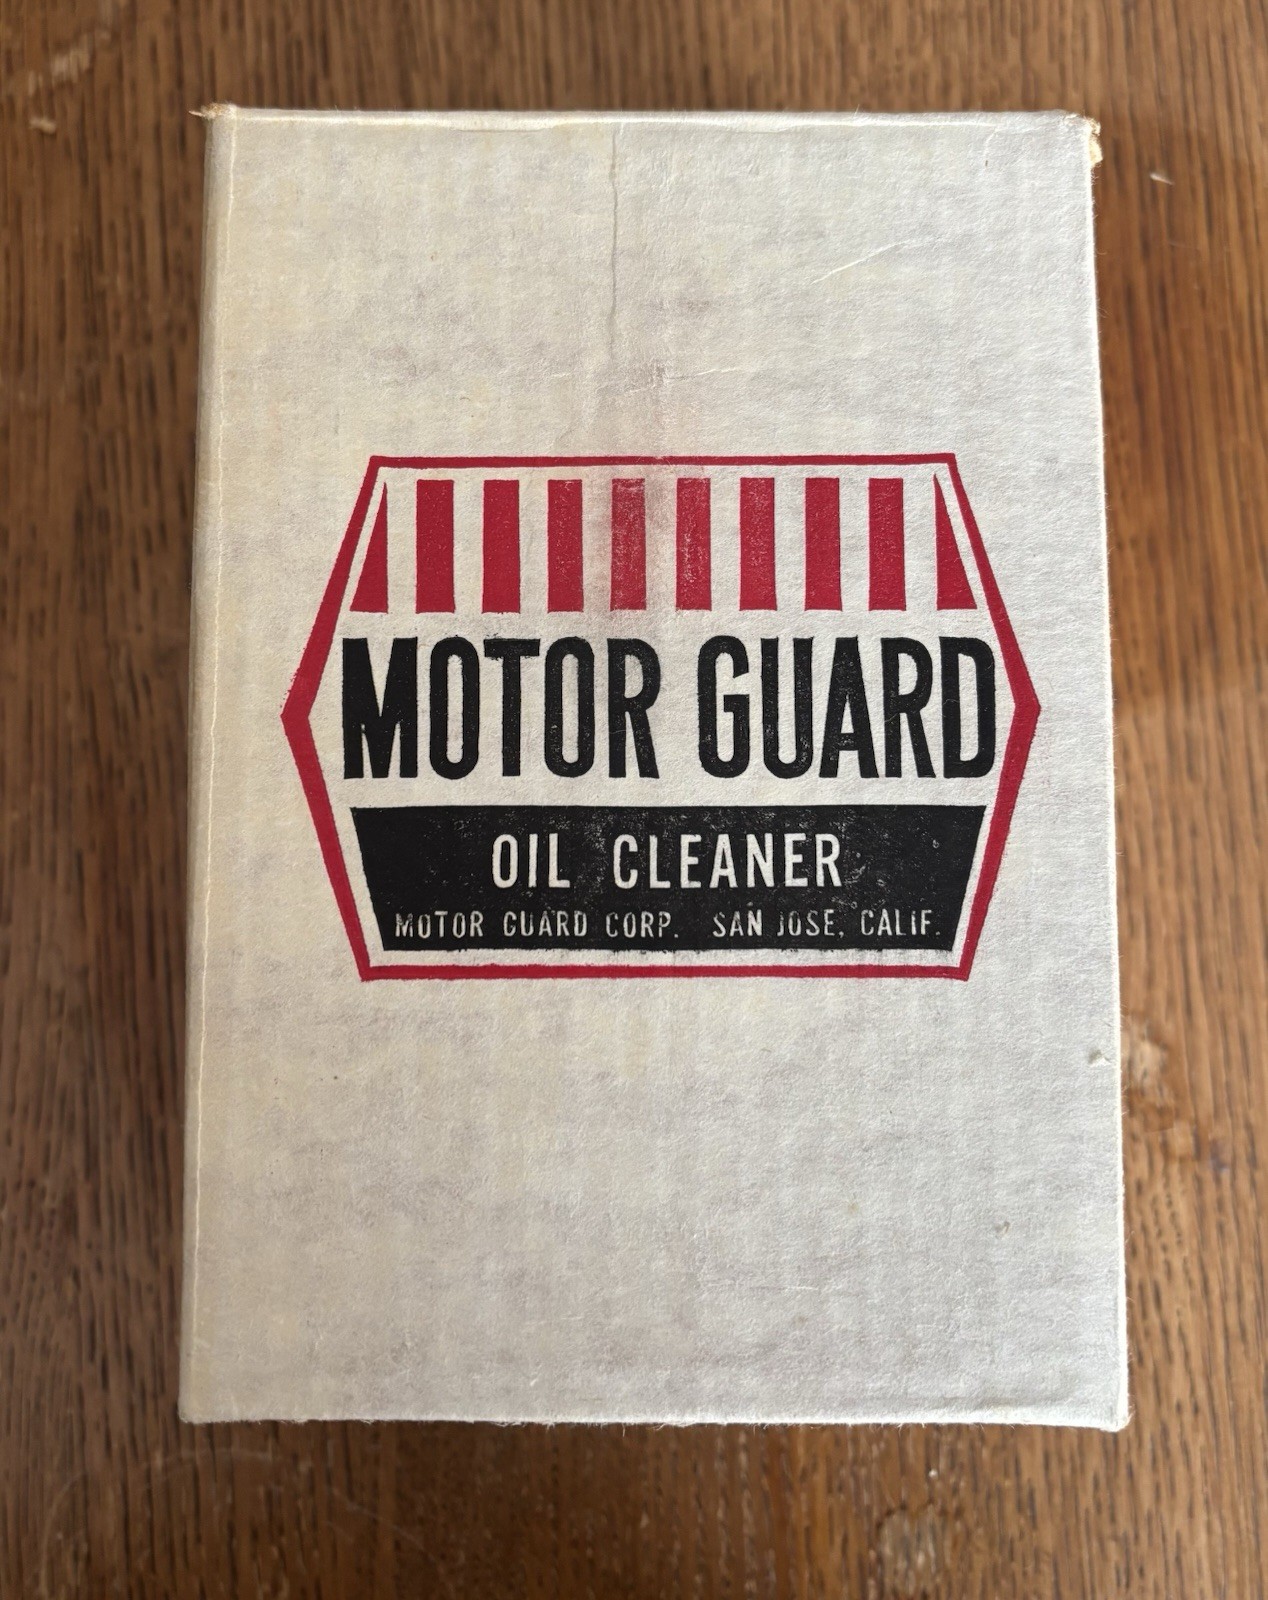 MOTOR GUARD
OIL CLEANER
MOTOR GUARD CORP. SAN JOSE, CALIF.